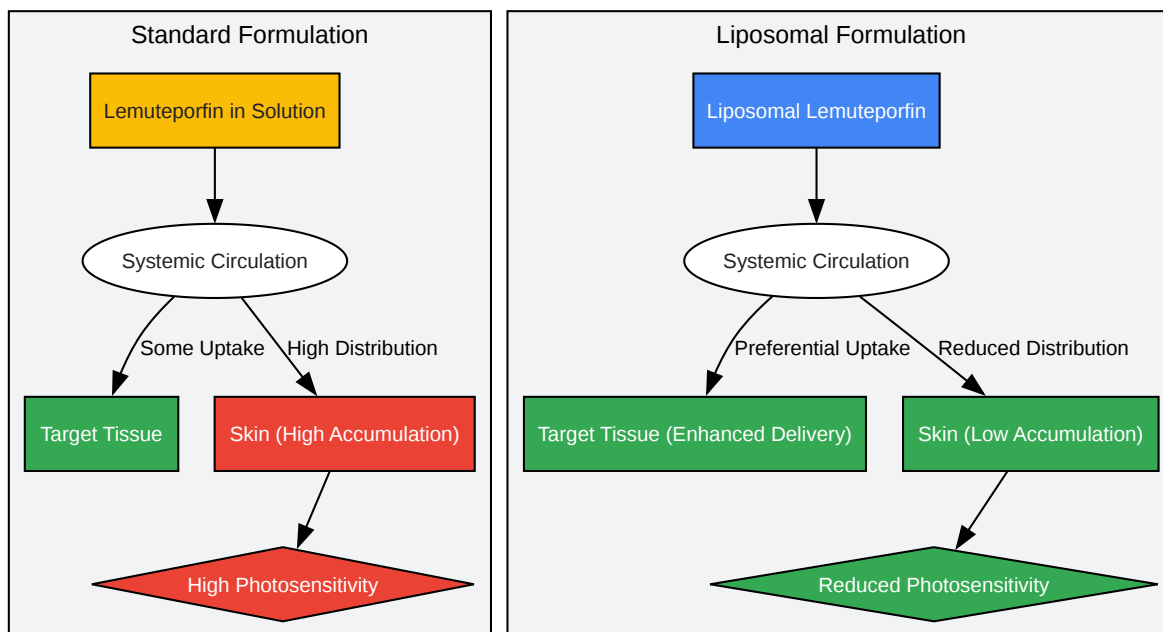 Standard Formulation
Lemuteporfin in Solution
Systemic Circulation
Some Uptake
High Distribution
Target Tissue
Skin (High Accumulation)
High Photosensitivity
Liposomal Formulation
Liposomal Lemuteporfin
Systemic Circulation
Preferential Uptake
Reduced Distribution
Target Tissue (Enhanced Delivery)
Skin (Low Accumulation)
Reduced Photosensitivity